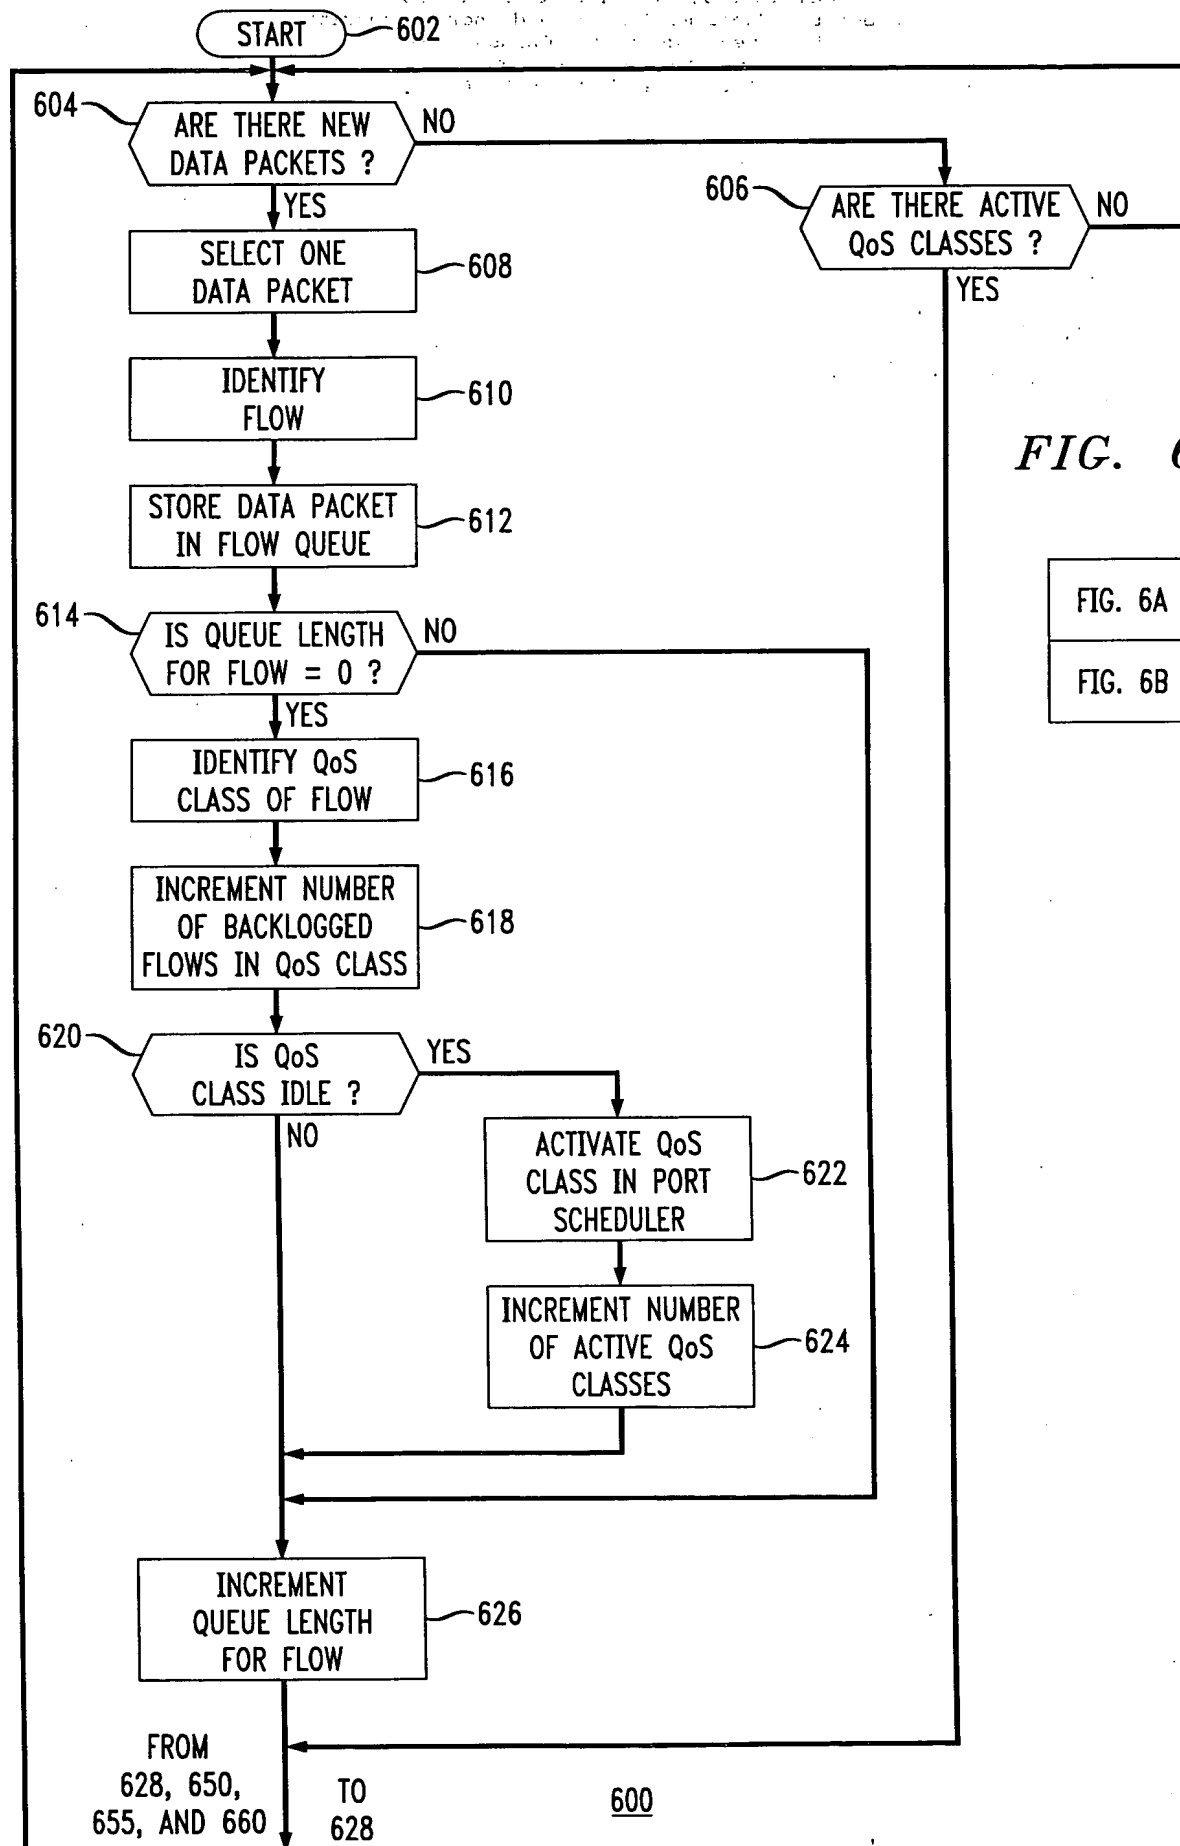 START
602
604
ARE THERE NEW
DATA PACKETS ?
NO
YES
606
ARE THERE ACTIVE
QoS CLASSES ?
NO
YES
SELECT ONE
DATA PACKET
608
IDENTIFY
FLOW
610
FIG.
STORE DATA PACKET
IN FLOW QUEUE
612
FIG. 6A
FIG. 6B
614
IS QUEUE LENGTH
FOR FLOW = 0 ?
NO
YES
IDENTIFY QoS
CLASS OF FLOW
616
INCREMENT NUMBER
OF BACKLOGGED
FLOWS IN QoS CLASS
618
620
IS QoS
CLASS IDLE ?
YES
NO
ACTIVATE QoS
CLASS IN PORT
SCHEDULER
622
INCREMENT NUMBER
OF ACTIVE QoS
CLASSES
624
INCREMENT
QUEUE LENGTH
FOR FLOW
626
FROM
628, 650,
655, AND 660
TO
628
600